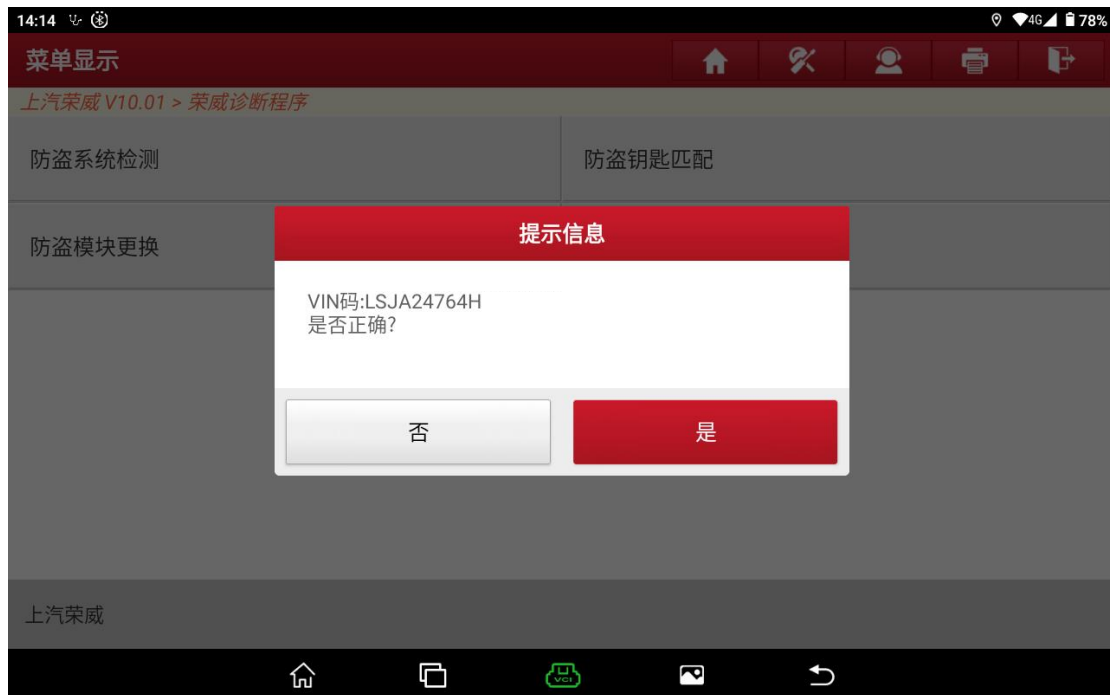 14:14
4G 78%
菜单显示
上汽荣威 V10.01 > 荣威诊断程序
防盗系统检测
防盗钥匙匹配
防盗模块更换
提示信息
VIN码:LSJA24764H
是否正确?
否
是
上汽荣威
VCI